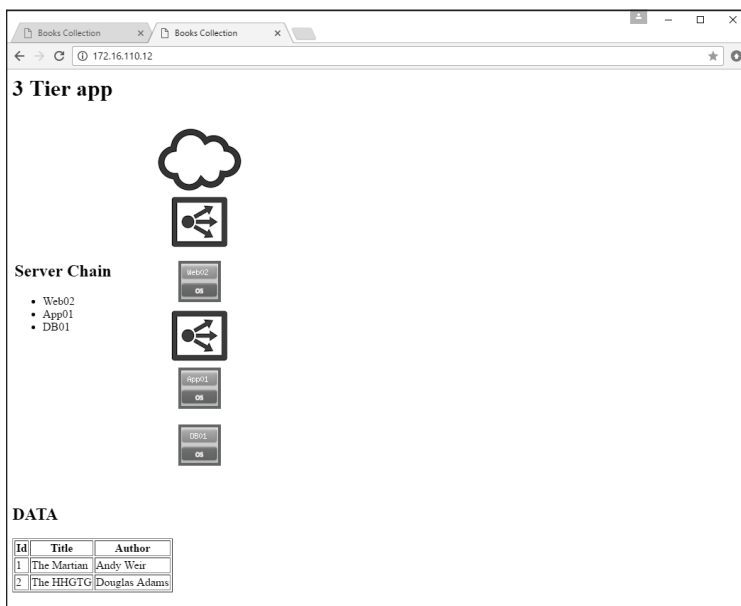 Books Collection
Books Collection
172.16.110.12
3 Tier app
Server Chain
Web02
App01
DB01
Web02
OS
App01
OS
DB01
OS
DATA
Id Title Author
1 The Martian Andy Weir
2 The HHGTG Douglas Adams